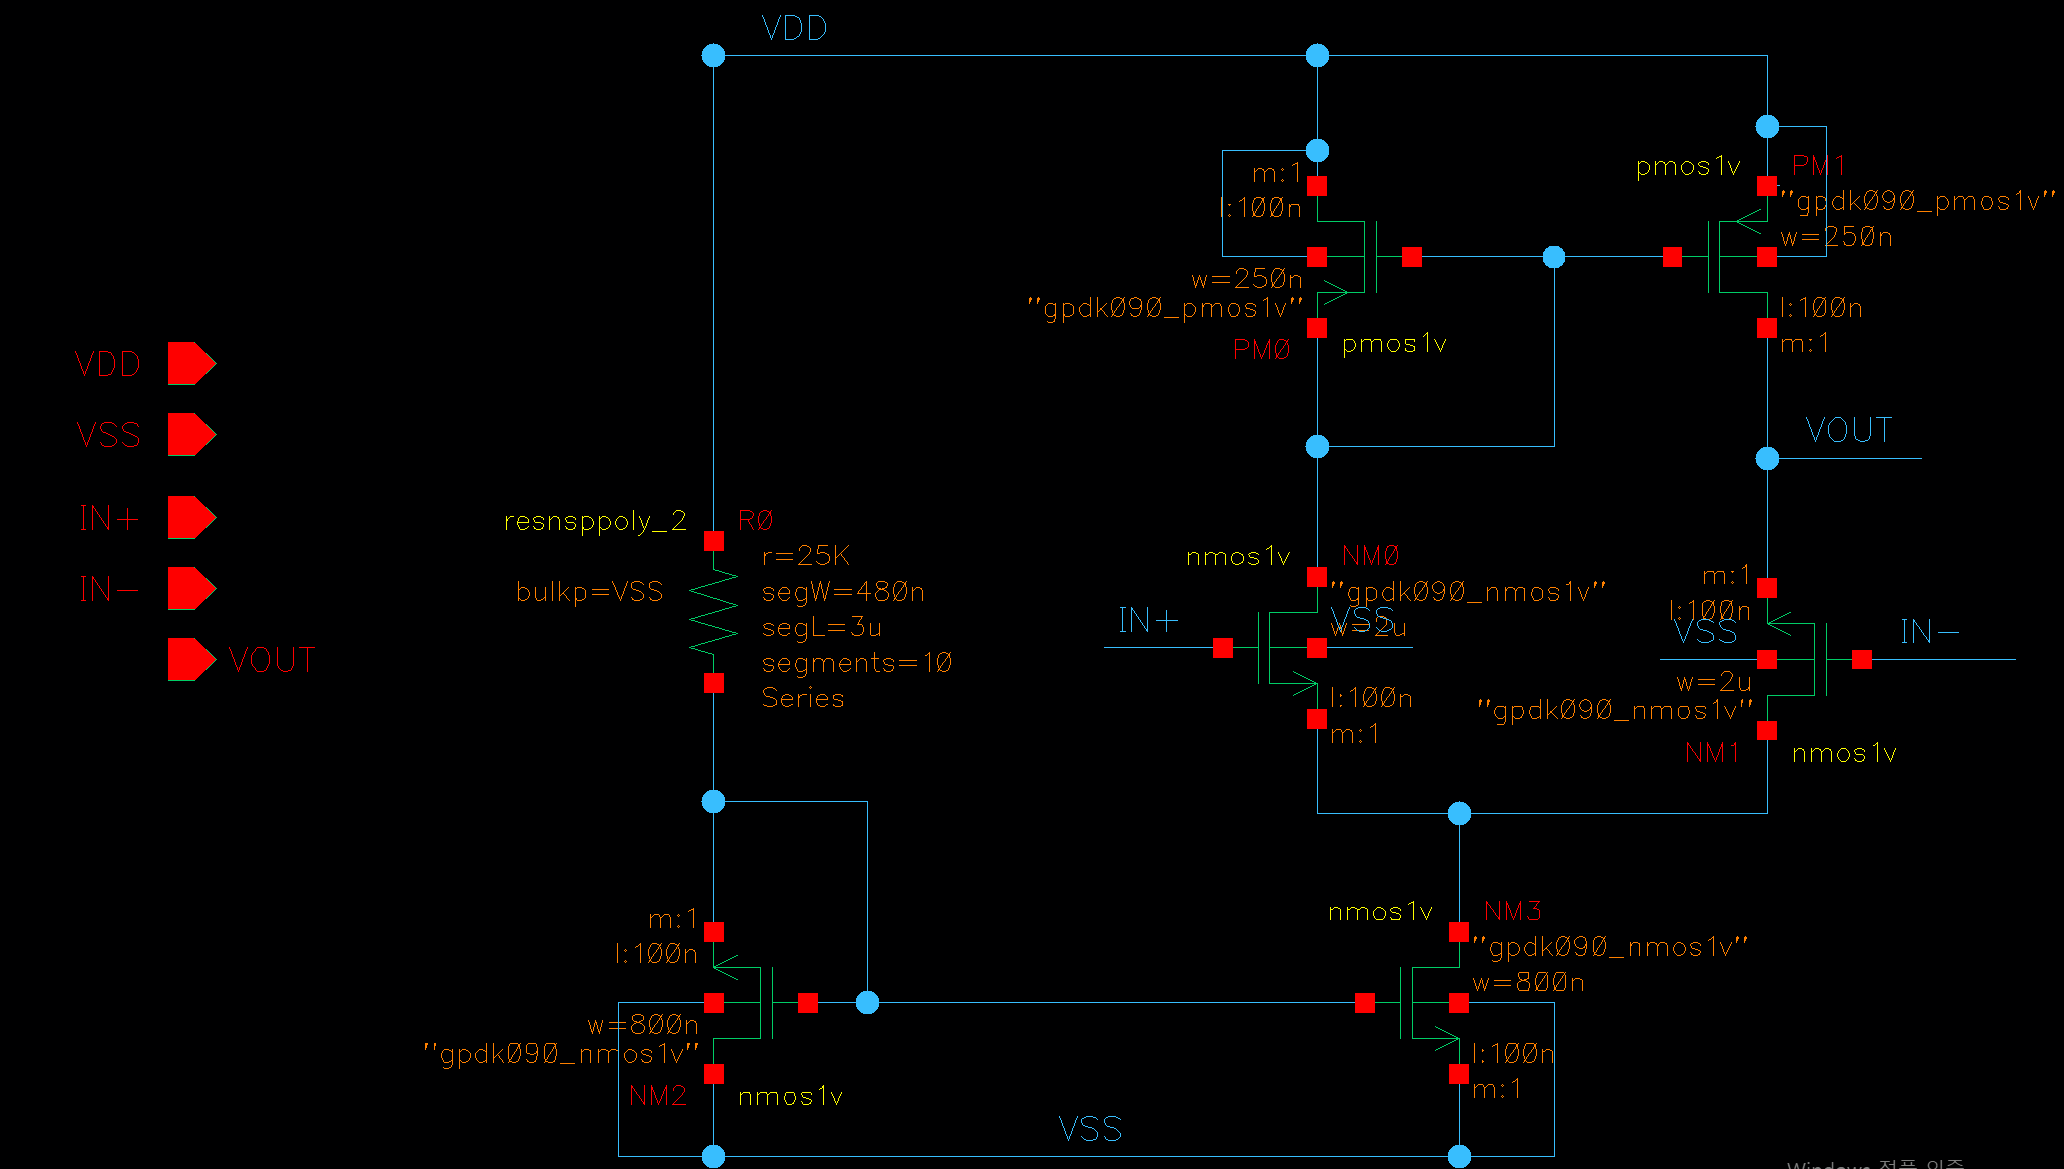 VDD
m:1
l:100n
w=250n
"gpdk090_pmos1v"
PM0
pmos1v
pmos1v
PM1
"gpdk090_pmos1v"
w=250n
l:100n
m:1
VOUT
VDD
VSS
IN+
IN-
VOUT
resnsppoly_2
R0
r=25K
bulkp=VSS
segW=480n
segL=3u
segments=10
Series
nmos1v
NM0
"gpdk090_nmos1v"
IN+
VSS
w=2u
l:100n
m:1
m:1
l:100n
VSS
IN-
w=2u
"gpdk090_nmos1v"
NM1
nmos1v
m:1
l:100n
w=800n
"gpdk090_nmos1v"
NM2
nmos1v
nmos1v
NM3
"gpdk090_nmos1v"
w=800n
l:100n
m:1
VSS
Windows 정품 인증